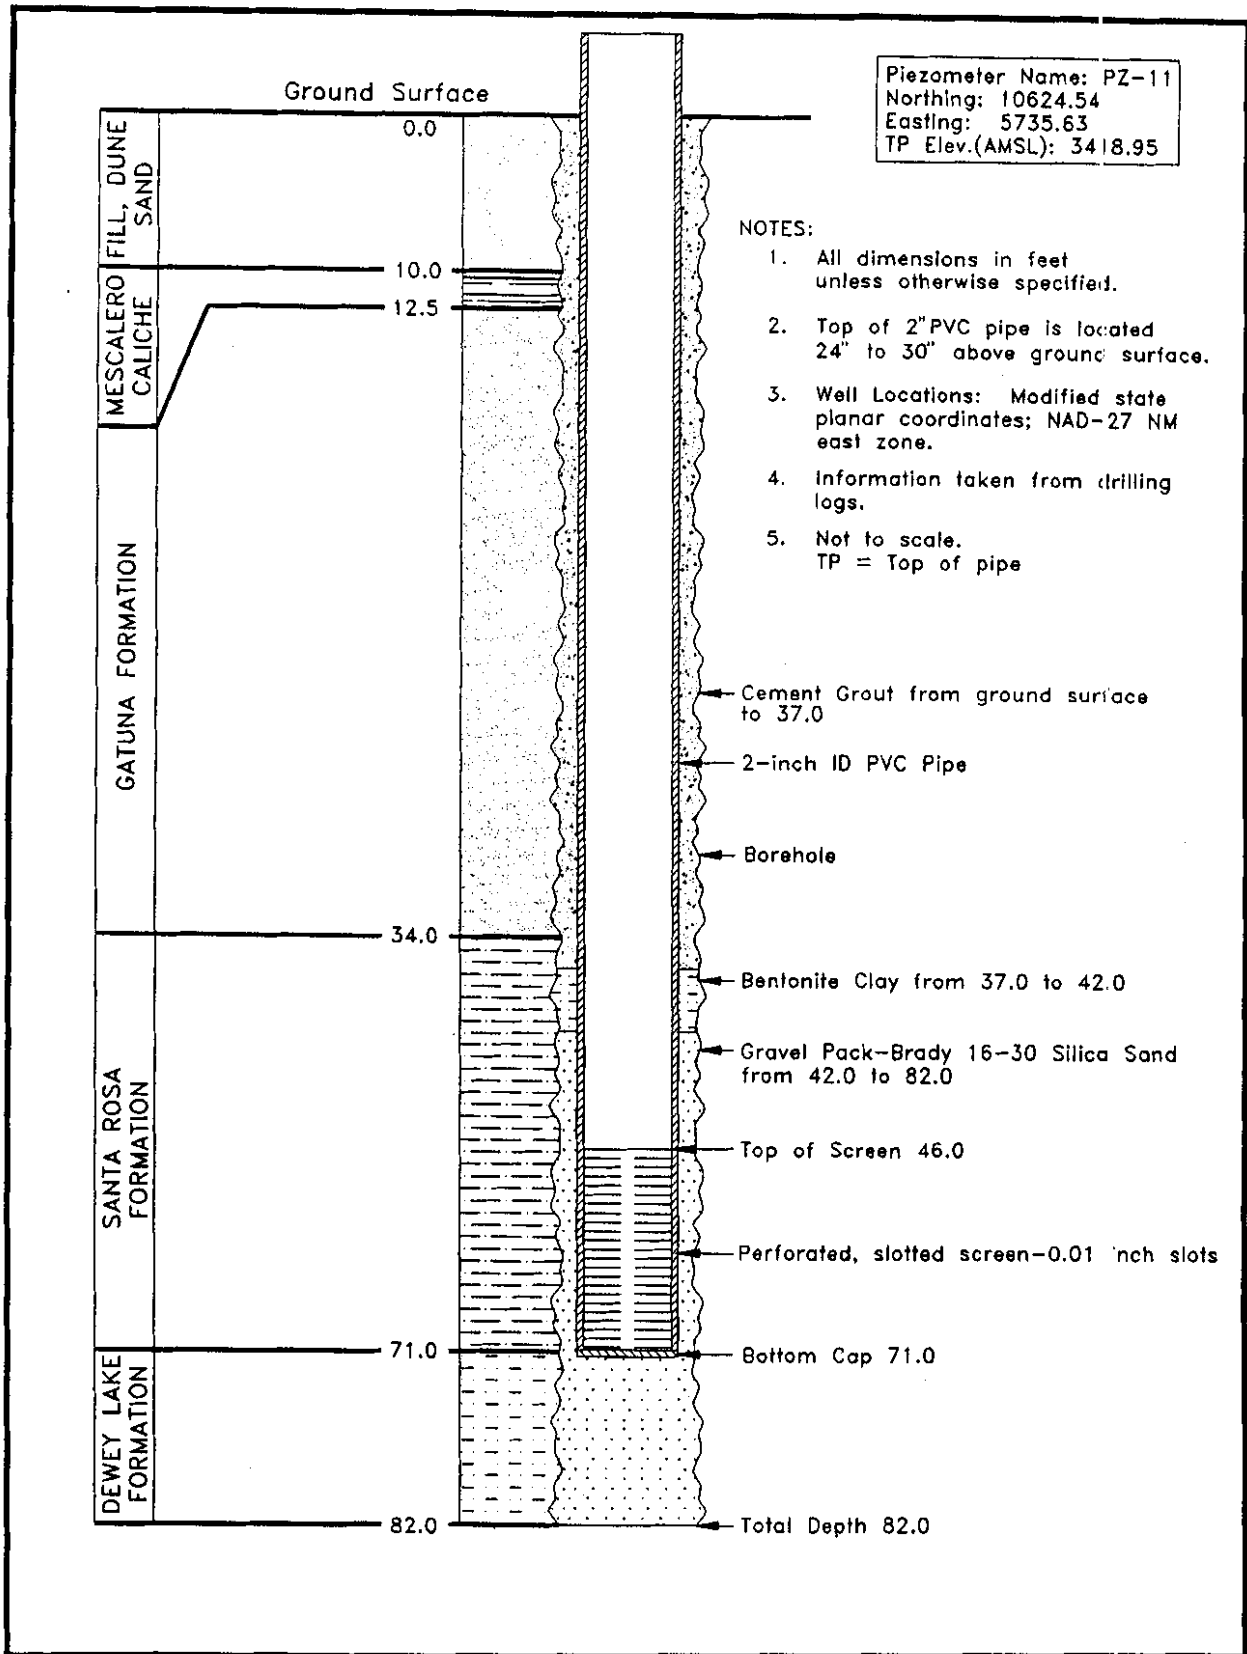 Piezometer Name: PZ-11
Northing: 10624.54
Easting: 5735.63
TP Elev.(AMSL): 3418.95
Ground Surface
0.0
10.0
12.5
34.0
71.0
82.0
FILL, DUNE
SAND
MESCALERO
CALICHE
GATUNA FORMATION
SANTA ROSA
FORMATION
DEWEY LAKE
FORMATION
NOTES:
1. All dimensions in feet
unless otherwise specified.
2. Top of 2" PVC pipe is located
24" to 30" above ground surface.
3. Well Locations: Modified state
planar coordinates; NAD-27 NM
east zone.
4. Information taken from drilling
logs.
5. Not to scale.
TP = Top of pipe
Cement Grout from ground surface
to 37.0
2-inch ID PVC Pipe
Borehole
Bentonite Clay from 37.0 to 42.0
Gravel Pack-Brady 16-30 Silica Sand
from 42.0 to 82.0
Top of Screen 46.0
Perforated, slotted screen-0.01 nch slots
Bottom Cap 71.0
Total Depth 82.0